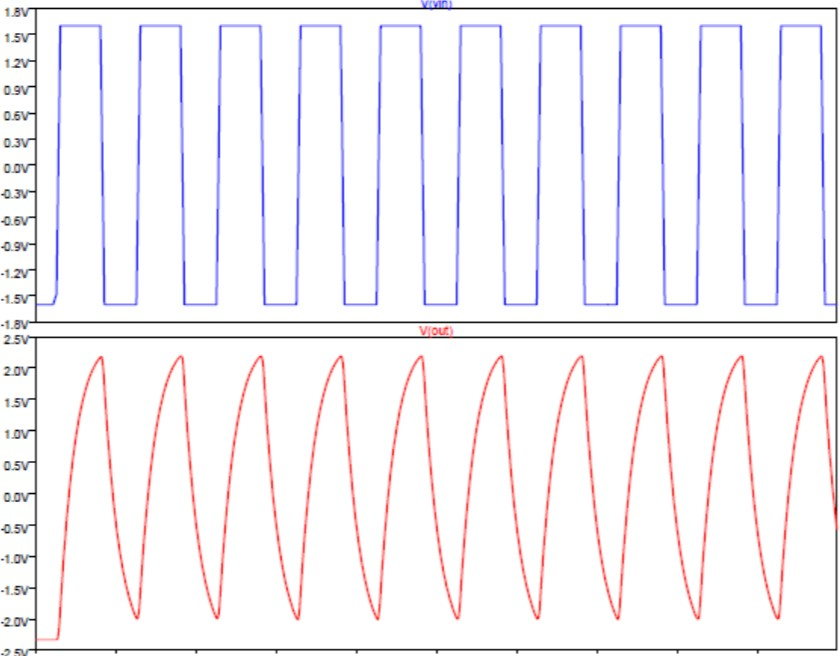 V(vin)
1.8V
1.5V
1.2V
0.9V
0.6V
0.3V
0.0V
-0.3V
-0.6V
-0.9V
-1.2V
-1.5V
-1.8V
V(out)
2.5V
2.0V
1.5V
1.0V
0.5V
0.0V
-0.5V
-1.0V
-1.5V
-2.0V
-2.5V